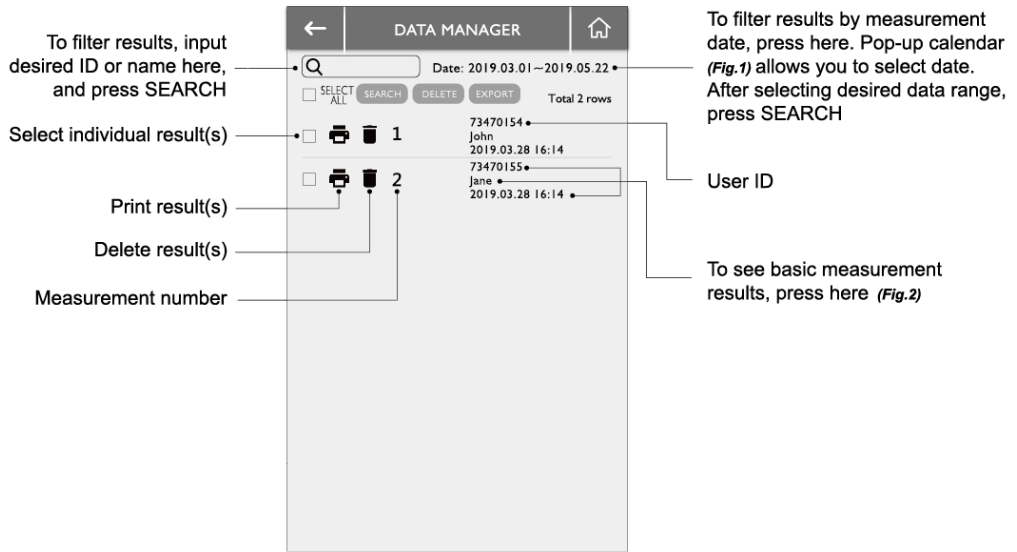 To filter results, input
desired ID or name here,
and press SEARCH
Select individual result(s)
Print result(s)
Delete result(s)
Measurement number
DATA MANAGER
Date: 2019.03.01~2019.05.22
SELECT
ALL
SEARCH
DELETE
EXPORT
Total 2 rows
1
73470154
John
2019.03.28 16:14
2
73470155
Jane
2019.03.28 16:14
To filter results by measurement
date, press here. Pop-up calendar
(Fig.1) allows you to select date.
After selecting desired data range,
press SEARCH
User ID
To see basic measurement
results, press here (Fig.2)